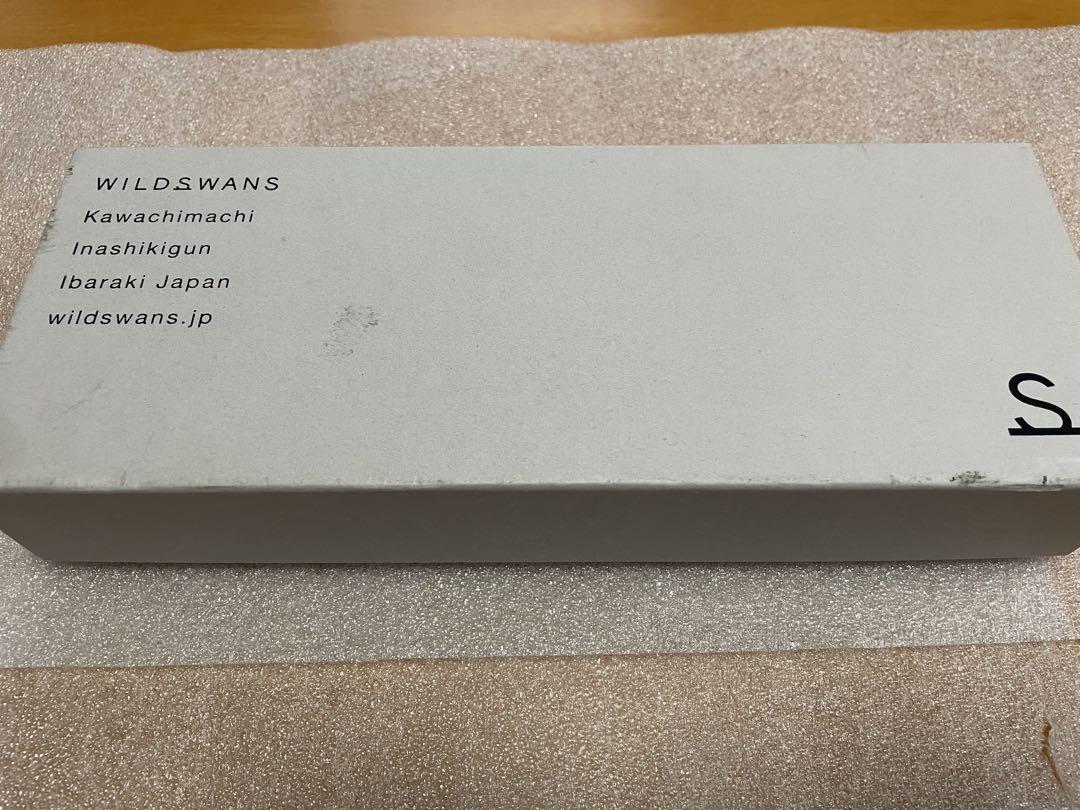 WILDSWANS
Kawachimachi
Inashikigun
Ibaraki Japan
wildswans.jp
S